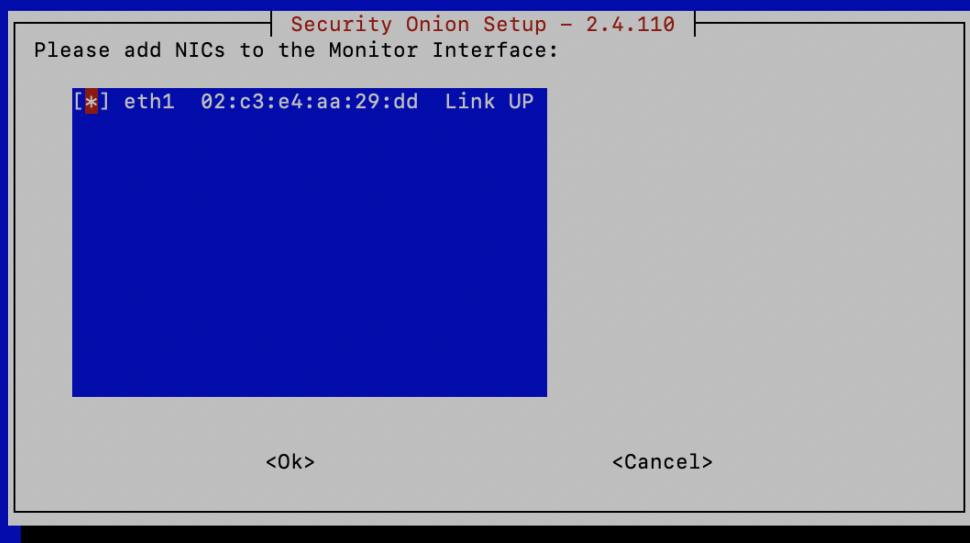 Security Onion Setup – 2.4.110
Please add NICs to the Monitor Interface:
[*] eth1  02:c3:e4:aa:29:dd  Link UP
<Ok>
<Cancel>